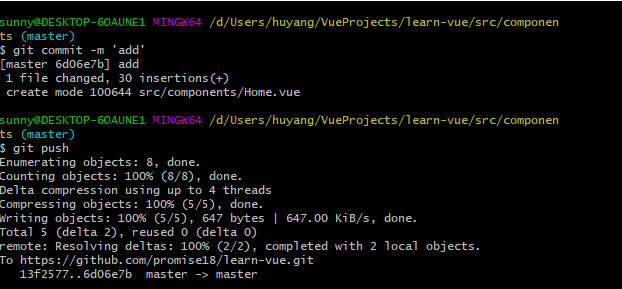 sunny@DESKTOP-6OAUNE1 MINGW64 /d/Users/huyang/VueProjects/learn-vue/src/componen
ts (master)
$ git commit -m 'add'
[master 6d06e7b] add
 1 file changed, 30 insertions(+)
 create mode 100644 src/components/Home.vue

sunny@DESKTOP-6OAUNE1 MINGW64 /d/Users/huyang/VueProjects/learn-vue/src/componen
ts (master)
$ git push
Enumerating objects: 8, done.
Counting objects: 100% (8/8), done.
Delta compression using up to 4 threads
Compressing objects: 100% (5/5), done.
Writing objects: 100% (5/5), 647 bytes | 647.00 KiB/s, done.
Total 5 (delta 2), reused 0 (delta 0)
remote: Resolving deltas: 100% (2/2), completed with 2 local objects.
To https://github.com/promise18/learn-vue.git
   13f2577..6d06e7b  master -> master